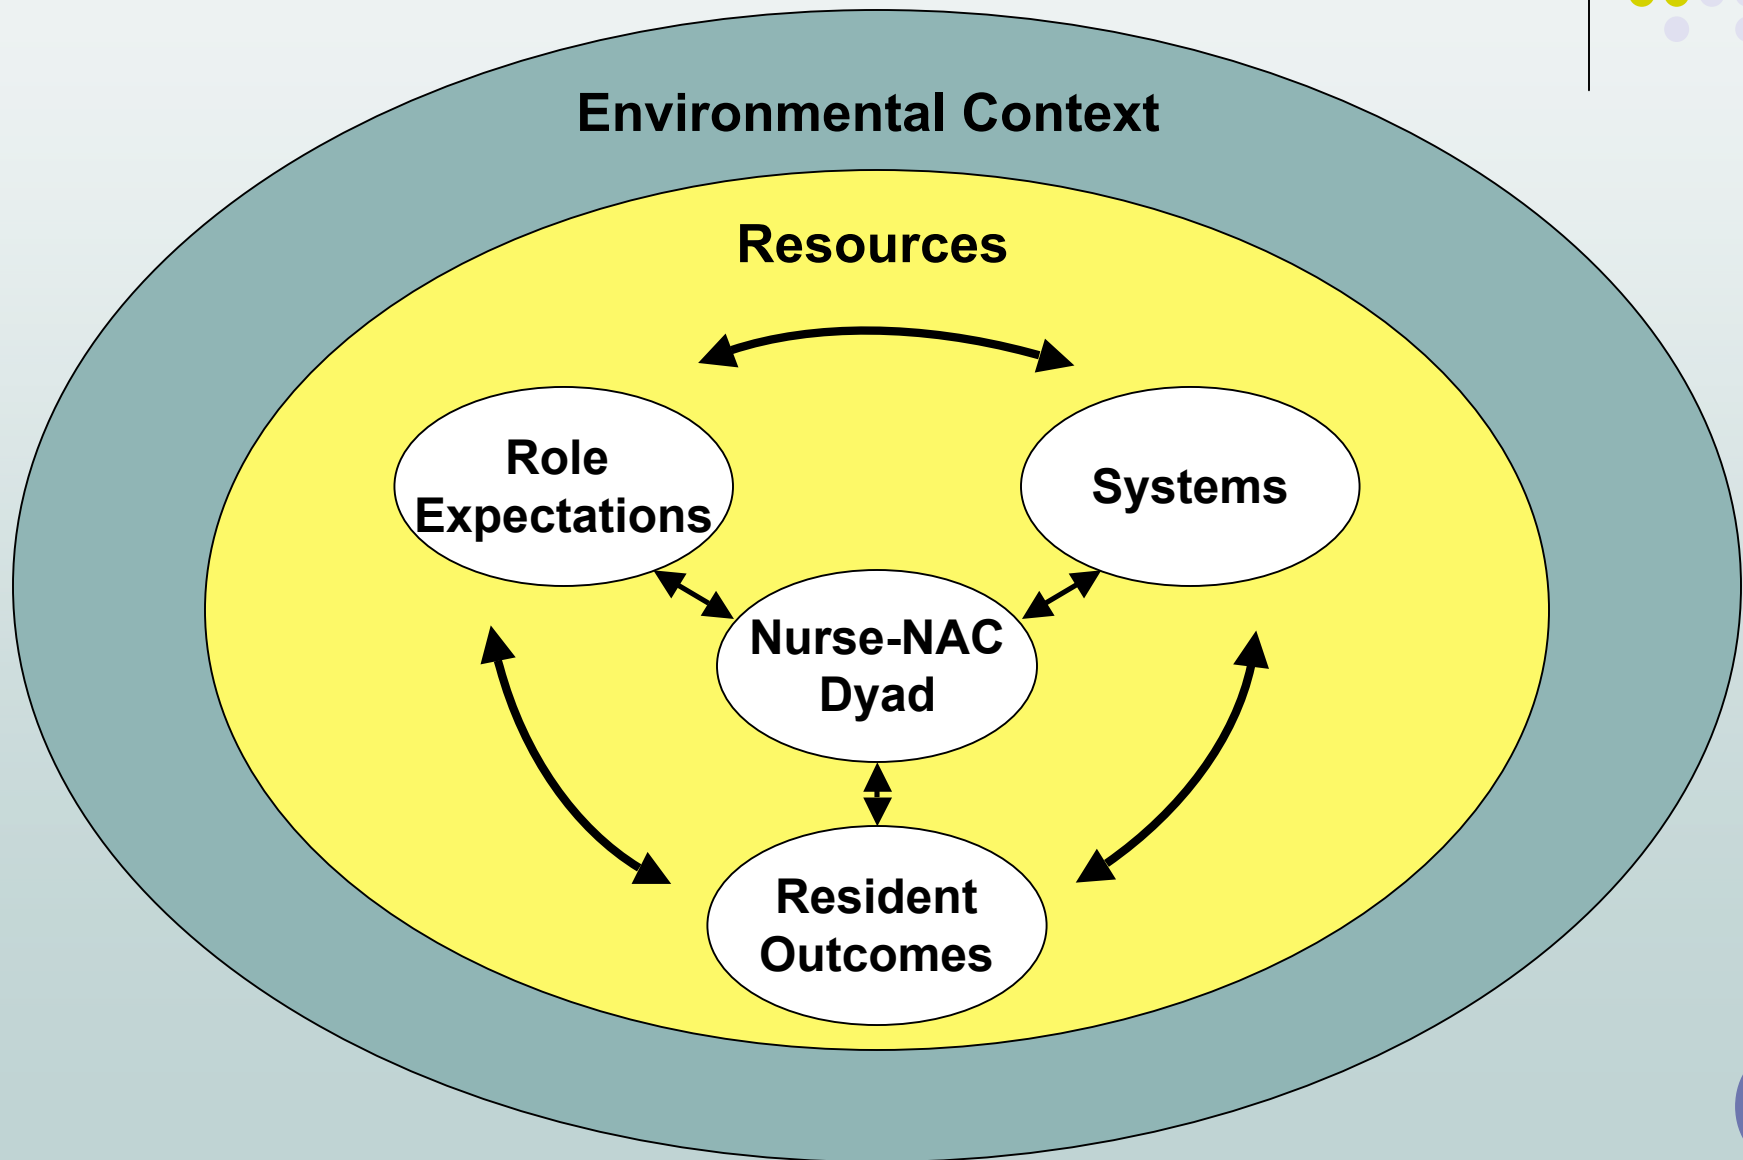 Environmental Context
Resources
Role
Expectations
Systems
Nurse-NAC
Dyad
Resident
Outcomes